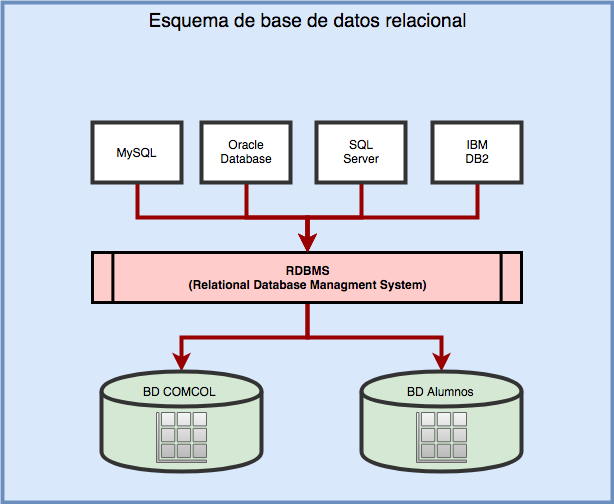 Esquema de base de datos relacional
MySQL
Oracle
Database
SQL
Server
IBM
DB2
RDBMS
(Relational Database Managment System)
BD COMCOL
BD Alumnos